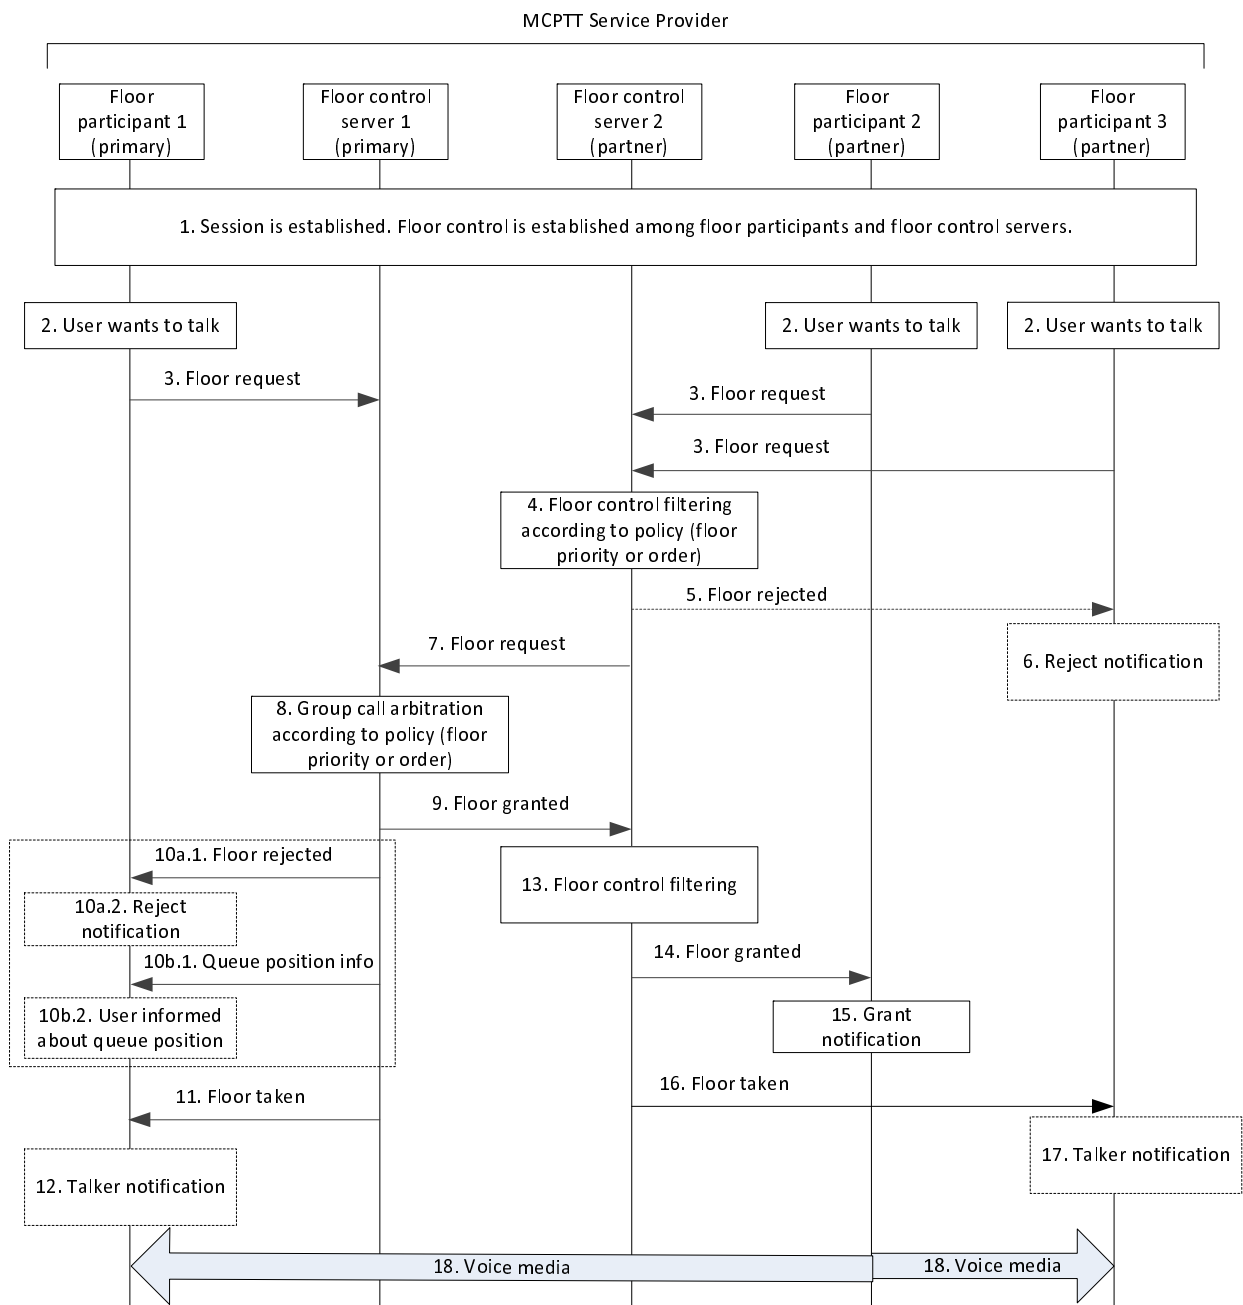 MCPTT Service Provider
Floor
participant 1
(primary)
Floor control
server 1
(primary)
Floor control
server 2
(partner)
Floor
participant 2
(partner)
Floor
participant 3
(partner)
1. Session is established. Floor control is established among floor participants and floor control servers.
2. User wants to talk
2. User wants to talk
2. User wants to talk
3. Floor request
3. Floor request
3. Floor request
4. Floor control filtering
according to policy (floor
priority or order)
5. Floor rejected
6. Reject notification
7. Floor request
8. Group call arbitration
according to policy (floor
priority or order)
9. Floor granted
10a.1. Floor rejected
10a.2. Reject
notification
10b.1. Queue position info
10b.2. User informed
about queue position
11. Floor taken
12. Talker notification
13. Floor control filtering
14. Floor granted
15. Grant
notification
16. Floor taken
17. Talker notification
18. Voice media
18. Voice media